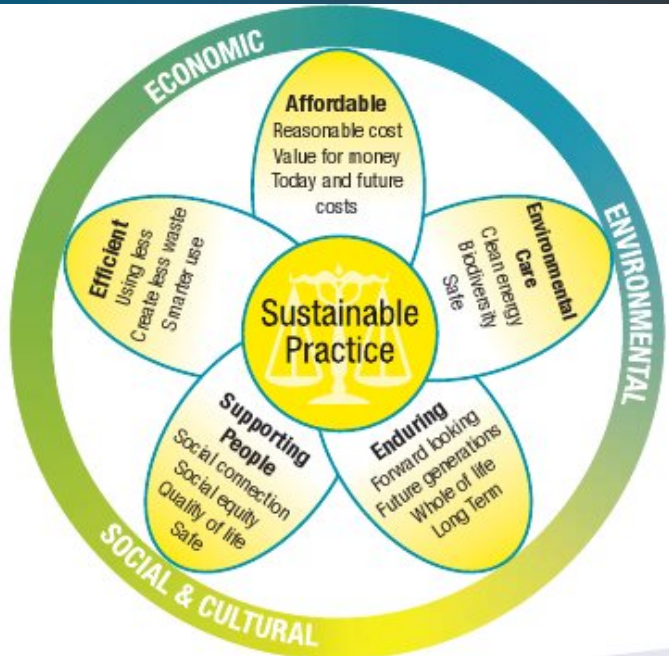 ECONOMIC
ENVIRONMENTAL
SOCIAL & CULTURAL
Affordable
Reasonable cost
Value for money
Today and future
costs
Environmental
Care
Clean energy
Biodiversity
Safe
Enduring
Forward looking
Future generations
Whole of life
Long Term
Supporting
People
Social connection
Social equity
Quality of life
Safe
Efficient
Using less
Create less waste
Smarter use
Sustainable
Practice